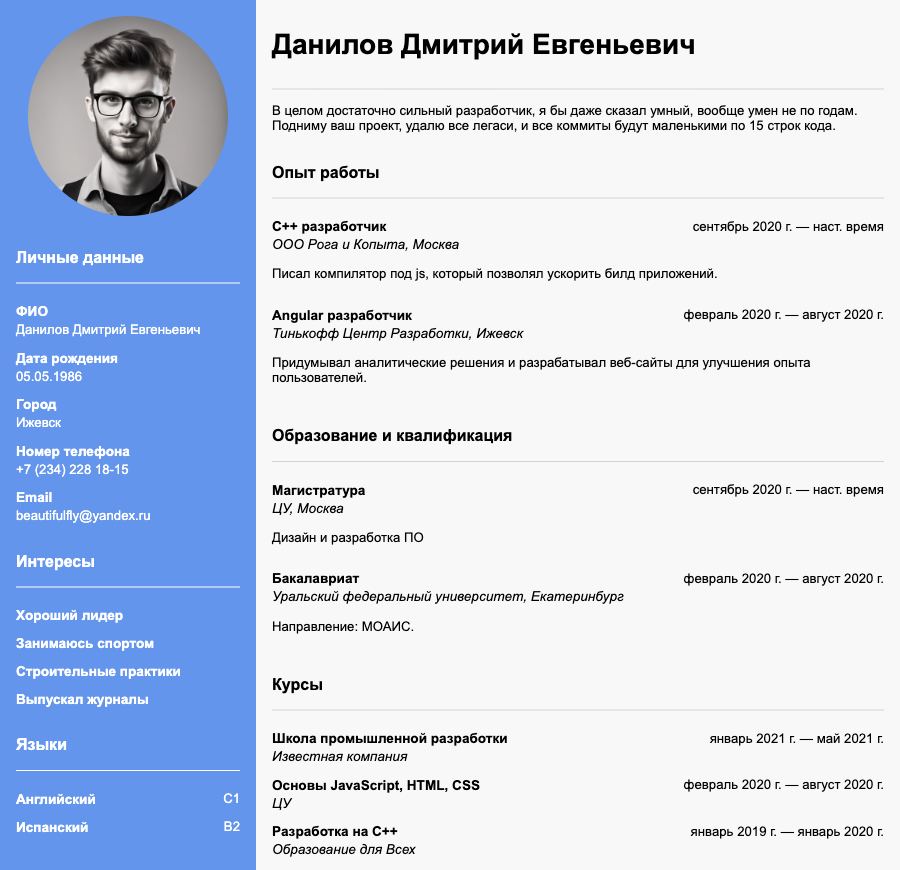 Личные данные
ФИО
Данилов Дмитрий Евгеньевич
Дата рождения
05.05.1986
Город
Ижевск
Номер телефона
+7 (234) 228 18-15
Email
beautifulfly@yandex.ru
Интересы
Хороший лидер
Занимаюсь спортом
Строительные практики
Выпускал журналы
Языки
Английский C1
Испанский B2
Данилов Дмитрий Евгеньевич
В целом достаточно сильный разработчик, я бы даже сказал умный, вообще умен не по годам.
Подниму ваш проект, удалю все легаси, и все коммиты будут маленькими по 15 строк кода.
Опыт работы
C++ разработчик сентябрь 2020 г. — наст. время
ООО Рога и Копыта, Москва
Писал компилятор под js, который позволял ускорить билд приложений.
Angular разработчик февраль 2020 г. — август 2020 г.
Тинькофф Центр Разработки, Ижевск
Придумывал аналитические решения и разрабатывал веб-сайты для улучшения опыта
пользователей.
Образование и квалификация
Магистратура сентябрь 2020 г. — наст. время
ЦУ, Москва
Дизайн и разработка ПО
Бакалавриат февраль 2020 г. — август 2020 г.
Уральский федеральный университет, Екатеринбург
Направление: МОАИС.
Курсы
Школа промышленной разработки январь 2021 г. — май 2021 г.
Известная компания
Основы JavaScript, HTML, CSS февраль 2020 г. — август 2020 г.
ЦУ
Разработка на C++ январь 2019 г. — январь 2020 г.
Образование для Всех